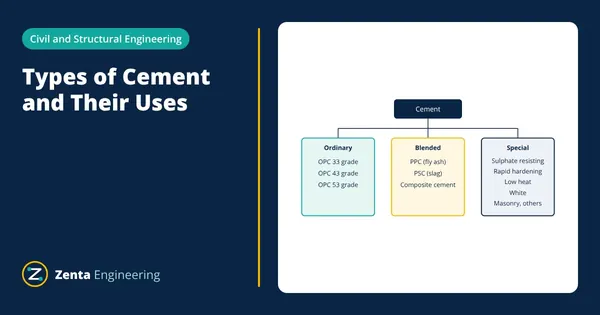 Civil and Structural Engineering
Types of Cement
and Their Uses
Zenta Engineering
Cement
Ordinary
OPC 33 grade
OPC 43 grade
OPC 53 grade
Blended
PPC (fly ash)
PSC (slag)
Composite cement
Special
Sulphate resisting
Rapid hardening
Low heat
White
Masonry, others